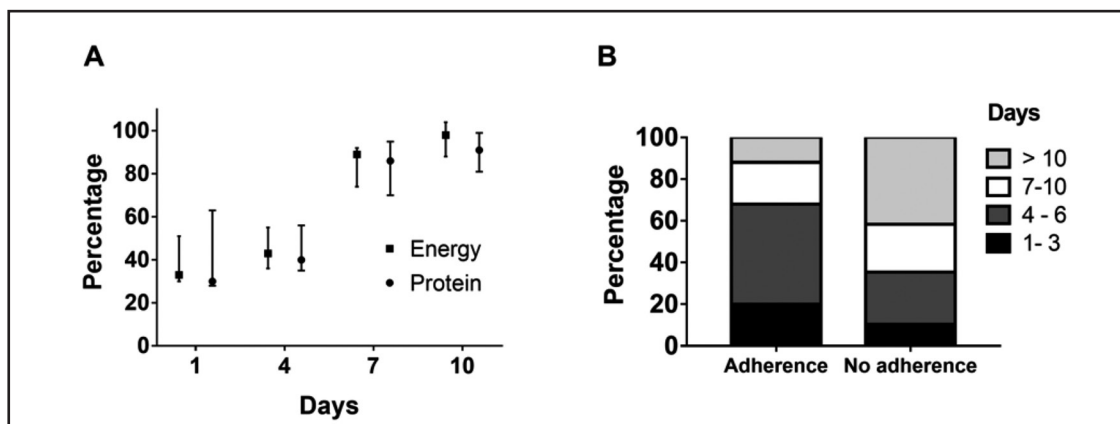 A
Percentage
100
80
60
40
20
0
Energy
Protein
1 4 7 10
Days
B
Percentage
100
80
60
40
20
0
Adherence No adherence
Days
> 10
7-10
4 - 6
1- 3